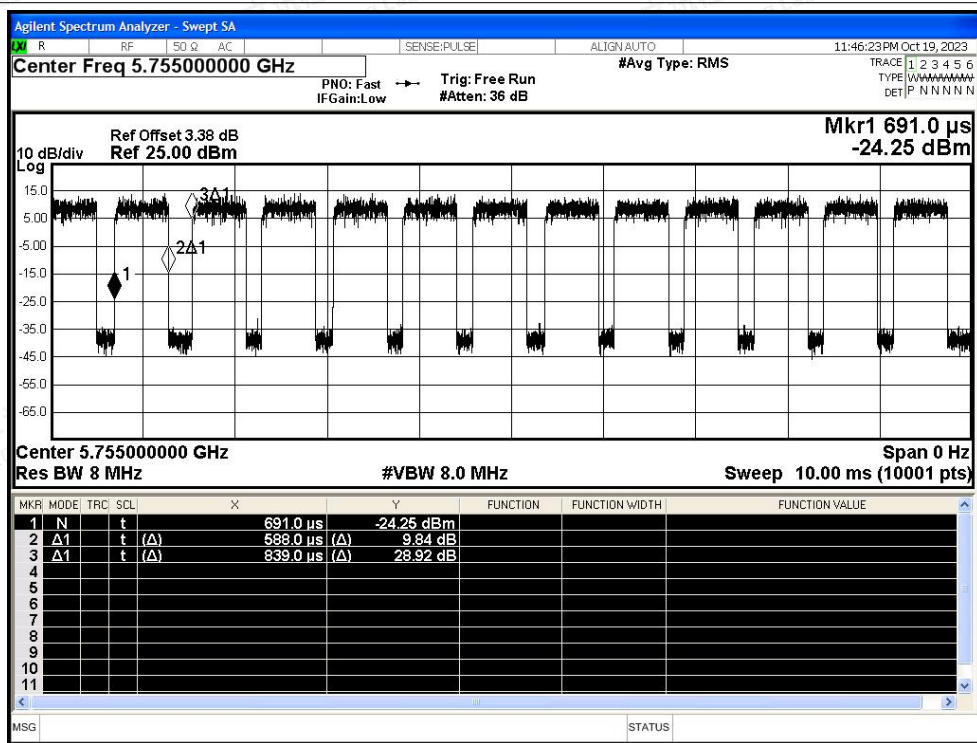 Agilent Spectrum Analyzer - Swept SA
LXI R RF 50 Ω AC SENSE:PULSE ALIGN AUTO 11:46:23 PM Oct 19, 2023
Center Freq 5.755000000 GHz
PNO: Fast
IFGain:Low
Trig: Free Run
#Atten: 36 dB
#Avg Type: RMS
TRACE 1 2 3 4 5 6
TYPE WWWWWW
DET P N N N N N
Ref Offset 3.38 dB
10 dB/div Ref 25.00 dBm
Log
Mkr1 691.0 µs
-24.25 dBm
15.0
5.00
-5.00
-15.0
-25.0
-35.0
-45.0
-55.0
-65.0
3Δ1
2Δ1
1
Center 5.755000000 GHz Span 0 Hz
Res BW 8 MHz #VBW 8.0 MHz Sweep 10.00 ms (10001 pts)
MKR MODE TRC SCL X Y FUNCTION FUNCTION WIDTH FUNCTION VALUE
1 N t 691.0 µs -24.25 dBm
2 Δ1 t (Δ) 588.0 µs (Δ) 9.84 dB
3 Δ1 t (Δ) 839.0 µs (Δ) 28.92 dB
4
5
6
7
8
9
10
11
MSG STATUS